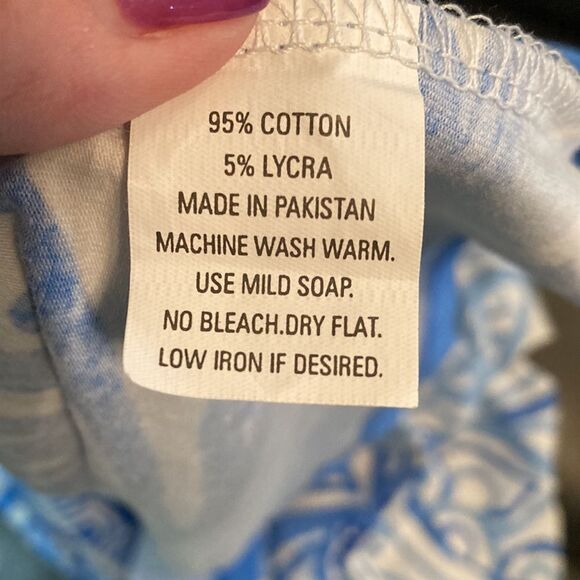 95% COTTON
5% LYCRA
MADE IN PAKISTAN
MACHINE WASH WARM.
USE MILD SOAP.
NO BLEACH.DRY FLAT.
LOW IRON IF DESIRED.